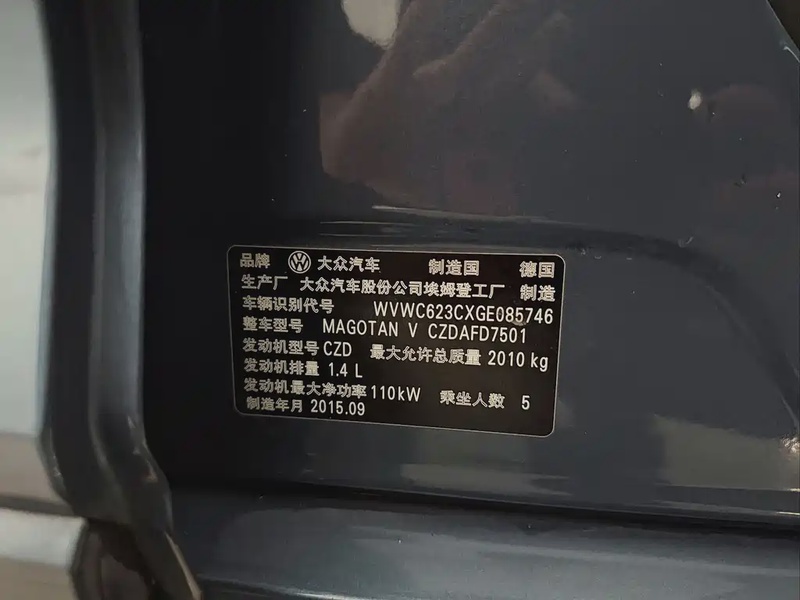 品牌 大众汽车 制造国 德国
生产厂 大众汽车股份公司埃姆登工厂 制造
车辆识别代号 WVWC623CXGE085746
整车型号 MAGOTAN V CZDAFD7501
发动机型号 CZD 最大允许总质量 2010 kg
发动机排量 1.4 L
发动机最大净功率 110kW 乘坐人数 5
制造年月 2015.09